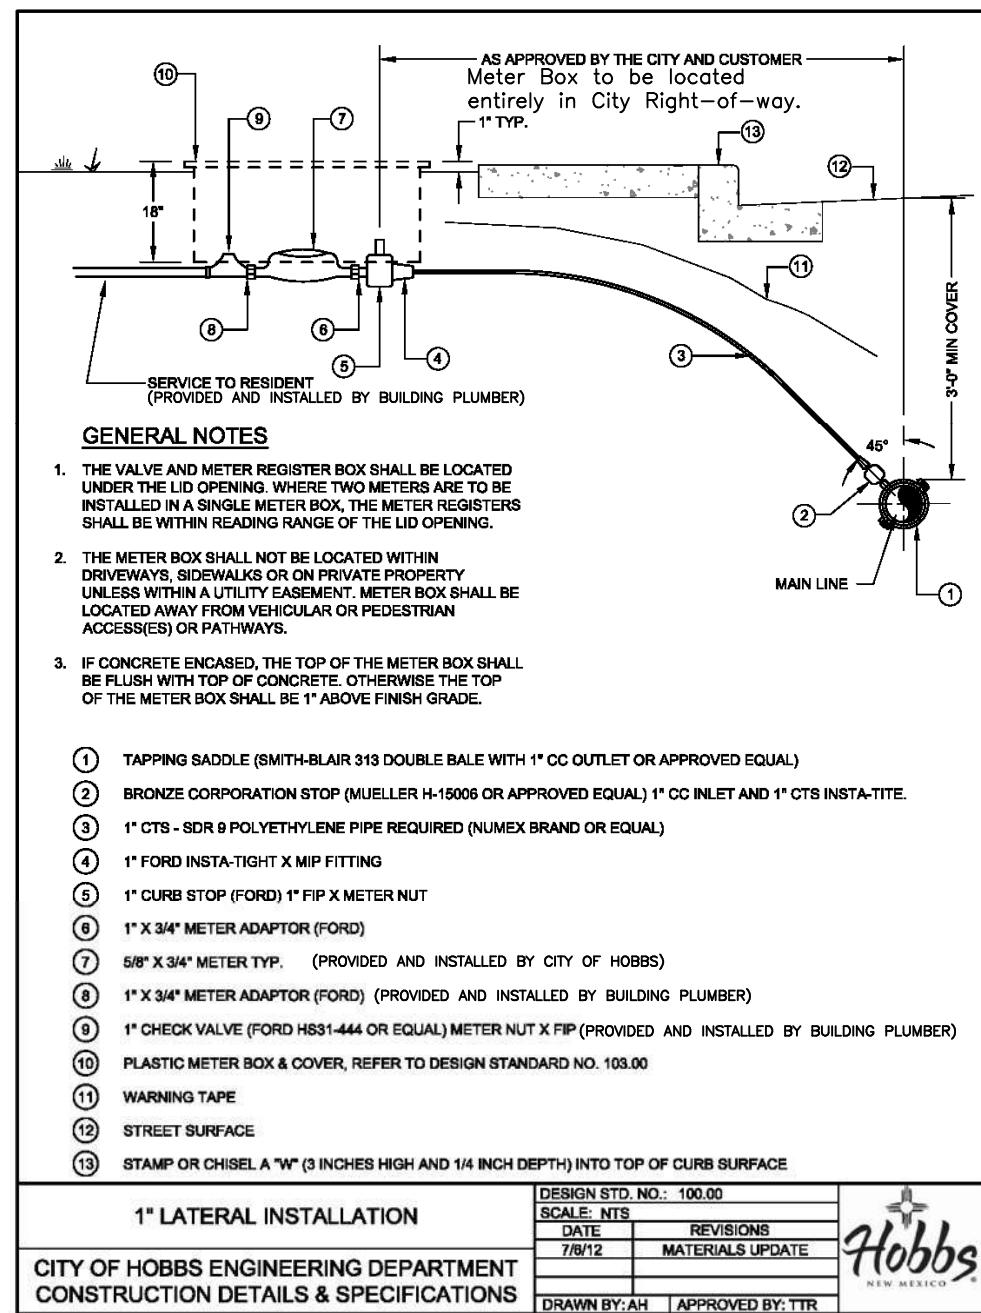 AS APPROVED BY THE CITY AND CUSTOMER
Meter Box to be located
entirely in City Right-of-way.
1" TYP.
10
9
7
13
12
18"
11
3'-0" MIN COVER
8
6
5
4
3
SERVICE TO RESIDENT
(PROVIDED AND INSTALLED BY BUILDING PLUMBER)
45°
2
MAIN LINE
1
GENERAL NOTES
1. THE VALVE AND METER REGISTER BOX SHALL BE LOCATED
UNDER THE LID OPENING. WHERE TWO METERS ARE TO BE
INSTALLED IN A SINGLE METER BOX, THE METER REGISTERS
SHALL BE WITHIN READING RANGE OF THE LID OPENING.
2. THE METER BOX SHALL NOT BE LOCATED WITHIN
DRIVEWAYS, SIDEWALKS OR ON PRIVATE PROPERTY
UNLESS WITHIN A UTILITY EASEMENT. METER BOX SHALL BE
LOCATED AWAY FROM VEHICULAR OR PEDESTRIAN
ACCESS(ES) OR PATHWAYS.
3. IF CONCRETE ENCASED, THE TOP OF THE METER BOX SHALL
BE FLUSH WITH TOP OF CONCRETE. OTHERWISE THE TOP
OF THE METER BOX SHALL BE 1" ABOVE FINISH GRADE.
1 TAPPING SADDLE (SMITH-BLAIR 313 DOUBLE BALE WITH 1" CC OUTLET OR APPROVED EQUAL)
2 BRONZE CORPORATION STOP (MUELLER H-15006 OR APPROVED EQUAL) 1" CC INLET AND 1" CTS INSTA-TITE.
3 1" CTS - SDR 9 POLYETHYLENE PIPE REQUIRED (NUMEX BRAND OR EQUAL)
4 1" FORD INSTA-TIGHT X MIP FITTING
5 1" CURB STOP (FORD) 1" FIP X METER NUT
6 1" X 3/4" METER ADAPTOR (FORD)
7 5/8" X 3/4" METER TYP. (PROVIDED AND INSTALLED BY CITY OF HOBBS)
8 1" X 3/4" METER ADAPTOR (FORD) (PROVIDED AND INSTALLED BY BUILDING PLUMBER)
9 1" CHECK VALVE (FORD HS31-444 OR EQUAL) METER NUT X FIP (PROVIDED AND INSTALLED BY BUILDING PLUMBER)
10 PLASTIC METER BOX & COVER, REFER TO DESIGN STANDARD NO. 103.00
11 WARNING TAPE
12 STREET SURFACE
13 STAMP OR CHISEL A "W" (3 INCHES HIGH AND 1/4 INCH DEPTH) INTO TOP OF CURB SURFACE
1" LATERAL INSTALLATION
CITY OF HOBBS ENGINEERING DEPARTMENT
CONSTRUCTION DETAILS & SPECIFICATIONS
DESIGN STD. NO.: 100.00
SCALE: NTS
DATE REVISIONS
7/6/12 MATERIALS UPDATE
DRAWN BY: AH APPROVED BY: TTR
Hobbs
NEW MEXICO